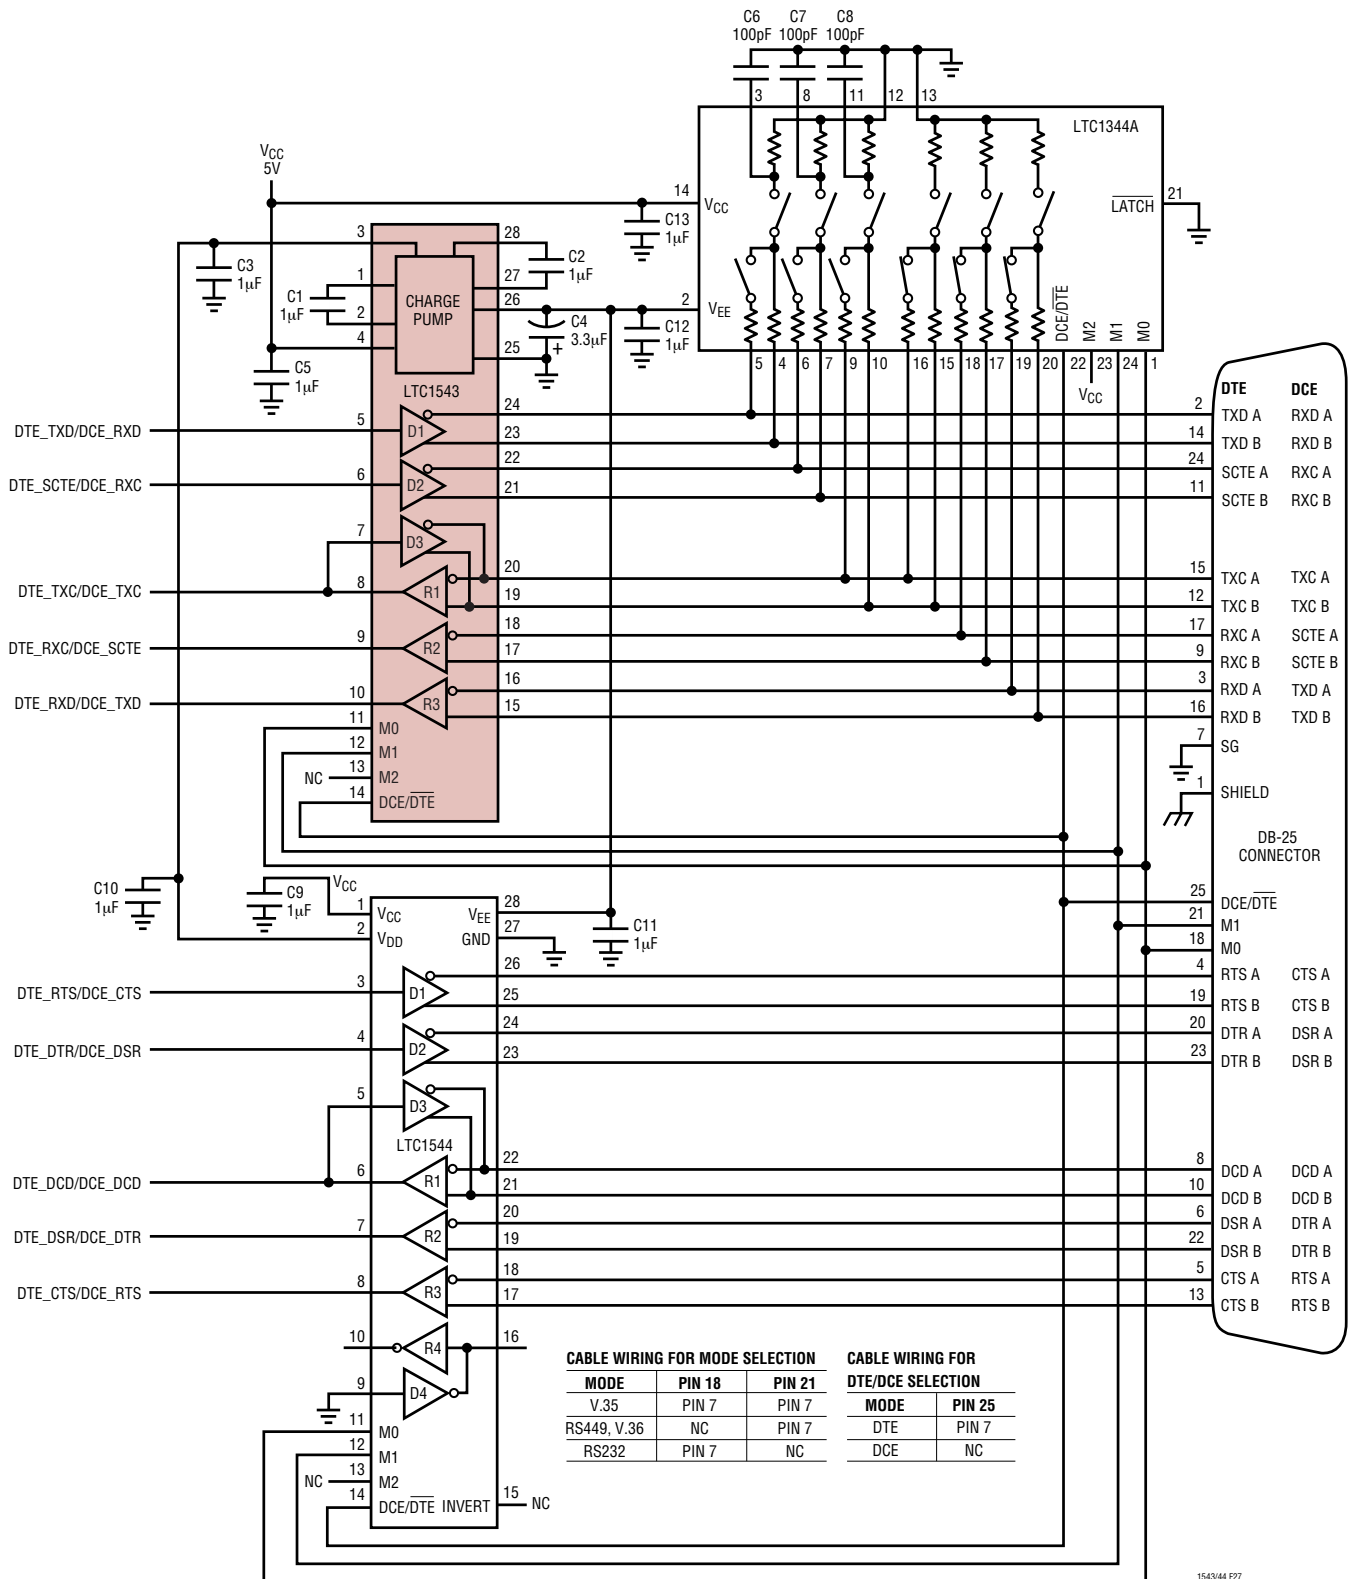 C6 C7 C8
100pF 100pF 100pF
3 8 11 12 13
LTC1344A
VCC
5V
14 VCC
C13
1µF
LATCH 21
3 28
C3
1µF
C2
1µF
1 27
C1
1µF
CHARGE
PUMP
26 2 VEE
2
C4
3.3µF
+
C12
1µF
DCE/DTE M2 M1 M0
4 25
C5
1µF
5 4 6 7 9 10 16 15 18 17 19 20 22 23 24 1
VCC
LTC1543
DTE DCE
24 2 TXD A RXD A
DTE_TXD/DCE_RXD 5 D1
23 14 TXD B RXD B
22 24 SCTE A RXC A
DTE_SCTE/DCE_RXC 6 D2
21 11 SCTE B RXC B
7 D3
20 15 TXC A TXC A
DTE_TXC/DCE_TXC 8 R1
19 12 TXC B TXC B
18 17 RXC A SCTE A
DTE_RXC/DCE_SCTE 9 R2
17 9 RXC B SCTE B
16 3 RXD A TXD A
DTE_RXD/DCE_TXD 10 R3
15 16 RXD B TXD B
11 M0
7 SG
12 M1
NC 13 M2
1 SHIELD
14 DCE/DTE
DB-25
CONNECTOR
C10
1µF
VCC
C9
1µF
1 VCC VEE 28
25 DCE/DTE
2 VDD GND 27
C11
1µF
21 M1
18 M0
26 4 RTS A CTS A
DTE_RTS/DCE_CTS 3 D1
25 19 RTS B CTS B
24 20 DTR A DSR A
DTE_DTR/DCE_DSR 4 D2
23 23 DTR B DSR B
5 D3
LTC1544
22 8 DCD A DCD A
DTE_DCD/DCE_DCD 6 R1
21 10 DCD B DCD B
20 6 DSR A DTR A
DTE_DSR/DCE_DTR 7 R2
19 22 DSR B DTR B
18 5 CTS A RTS A
DTE_CTS/DCE_RTS 8 R3
17 13 CTS B RTS B
10 R4 16
9 D4
11 M0
12 M1
NC 13 M2
14 DCE/DTE INVERT 15 NC
CABLE WIRING FOR MODE SELECTION
MODE PIN 18 PIN 21
V.35 PIN 7 PIN 7
RS449, V.36 NC PIN 7
RS232 PIN 7 NC
CABLE WIRING FOR
DTE/DCE SELECTION
MODE PIN 25
DTE PIN 7
DCE NC
1543/44 F27